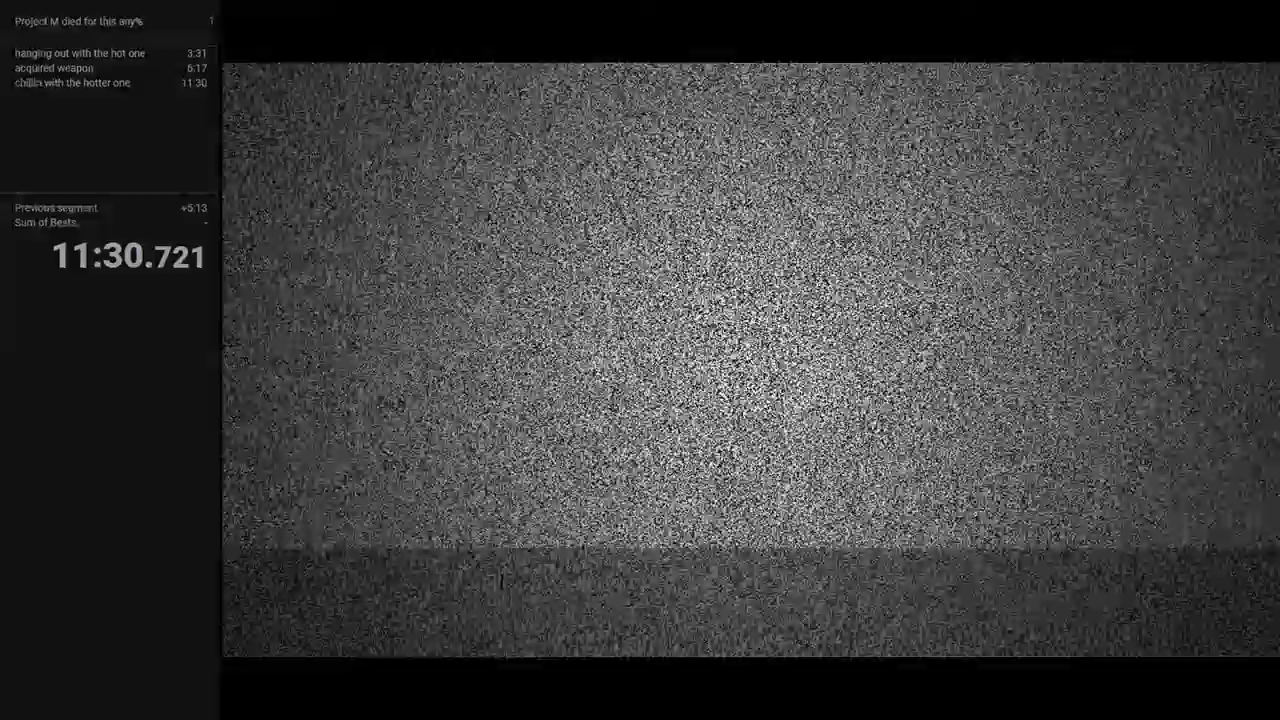 Project M died for this any% 1
hanging out with the hot one 3:31
acquired weapon 6:17
chillin with the hotter one 11:30
Previous segment +5:13
Sum of Bests -
11:30.721